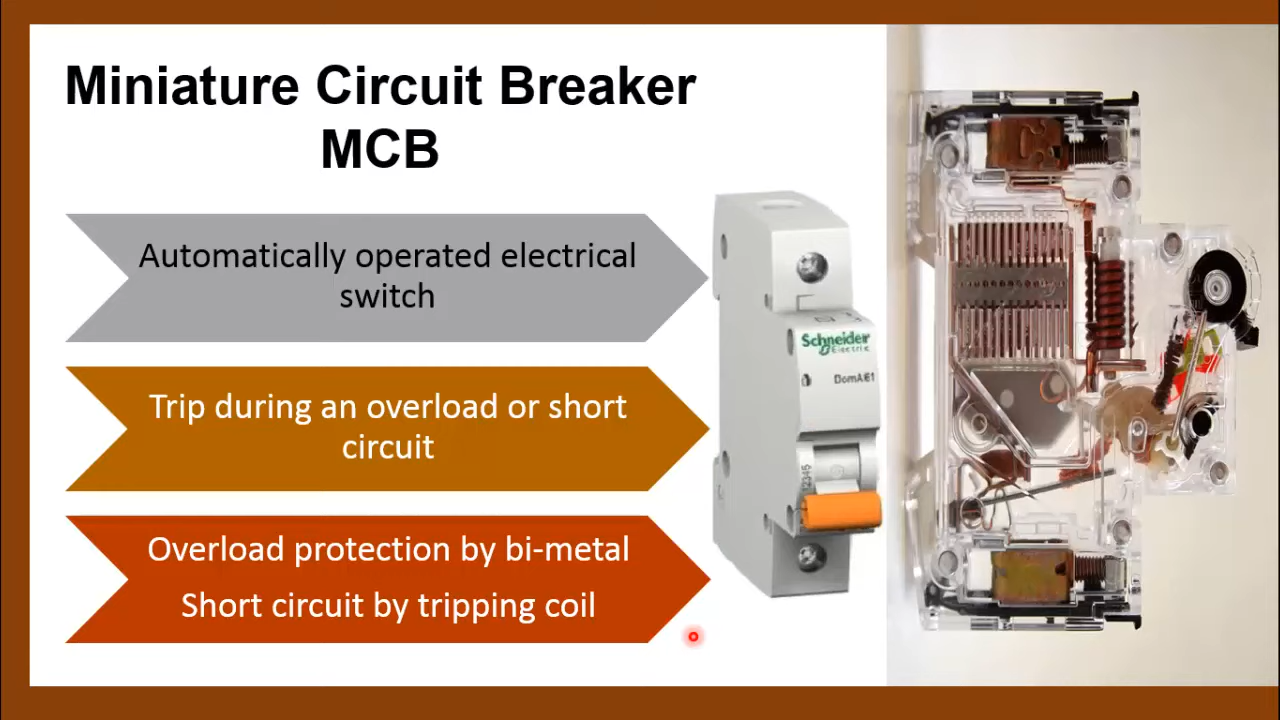 Miniature Circuit Breaker
MCB
Automatically operated electrical
switch
Trip during an overload or short
circuit
Overload protection by bi-metal
Short circuit by tripping coil
Schneider
Electric